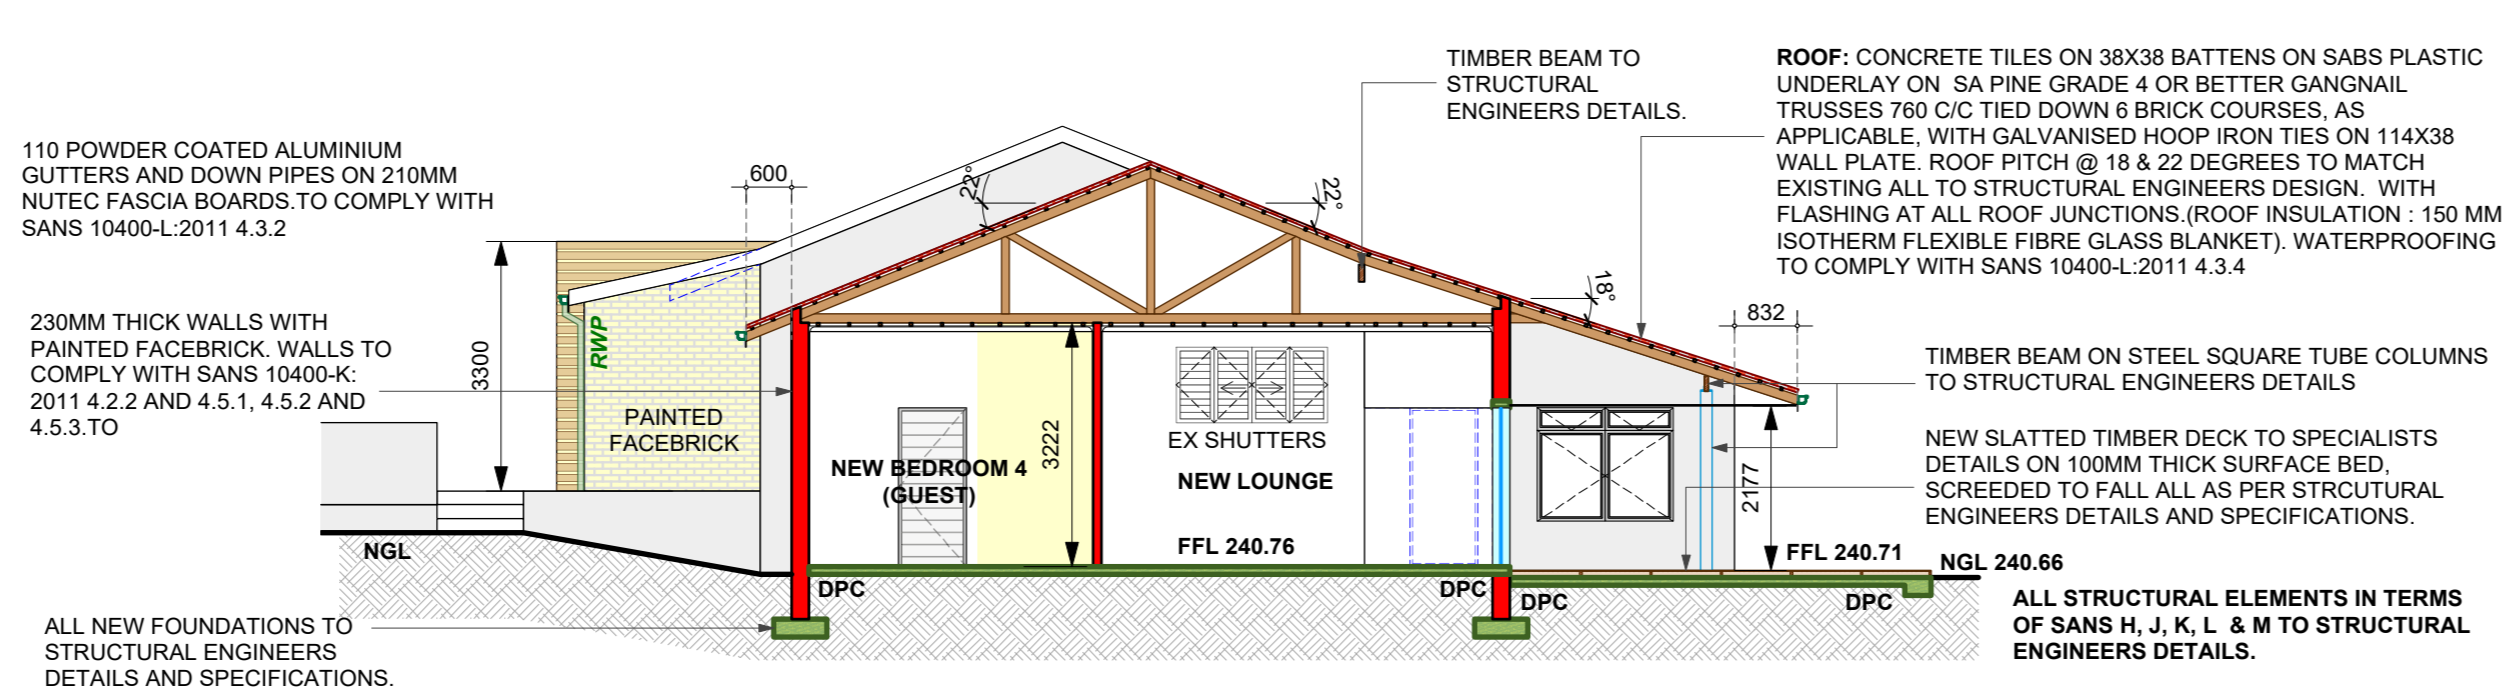 TIMBER BEAM TO
STRUCTURAL
ENGINEERS DETAILS.
ROOF: CONCRETE TILES ON 38X38 BATTENS ON SABS PLASTIC
UNDERLAY ON SA PINE GRADE 4 OR BETTER GANGNAIL
TRUSSES 760 C/C TIED DOWN 6 BRICK COURSES, AS
APPLICABLE, WITH GALVANISED HOOP IRON TIES ON 114X38
WALL PLATE. ROOF PITCH @ 18 & 22 DEGREES TO MATCH
EXISTING ALL TO STRUCTURAL ENGINEERS DESIGN. WITH
FLASHING AT ALL ROOF JUNCTIONS.(ROOF INSULATION : 150 MM
ISOTHERM FLEXIBLE FIBRE GLASS BLANKET). WATERPROOFING
TO COMPLY WITH SANS 10400-L:2011 4.3.4
110 POWDER COATED ALUMINIUM
GUTTERS AND DOWN PIPES ON 210MM
NUTEC FASCIA BOARDS.TO COMPLY WITH
SANS 10400-L:2011 4.3.2
600
22°
22°
18°
832
230MM THICK WALLS WITH
PAINTED FACEBRICK. WALLS TO
COMPLY WITH SANS 10400-K:
2011 4.2.2 AND 4.5.1, 4.5.2 AND
4.5.3.TO
3300
RWP
PAINTED
FACEBRICK
NEW BEDROOM 4
(GUEST)
3222
EX SHUTTERS
NEW LOUNGE
FFL 240.76
2177
TIMBER BEAM ON STEEL SQUARE TUBE COLUMNS
TO STRUCTURAL ENGINEERS DETAILS
NEW SLATTED TIMBER DECK TO SPECIALISTS
DETAILS ON 100MM THICK SURFACE BED,
SCREEDED TO FALL ALL AS PER STRCUTURAL
ENGINEERS DETAILS AND SPECIFICATIONS.
NGL
FFL 240.71
NGL 240.66
DPC
DPC
DPC
DPC
ALL NEW FOUNDATIONS TO
STRUCTURAL ENGINEERS
DETAILS AND SPECIFICATIONS.
ALL STRUCTURAL ELEMENTS IN TERMS
OF SANS H, J, K, L & M TO STRUCTURAL
ENGINEERS DETAILS.